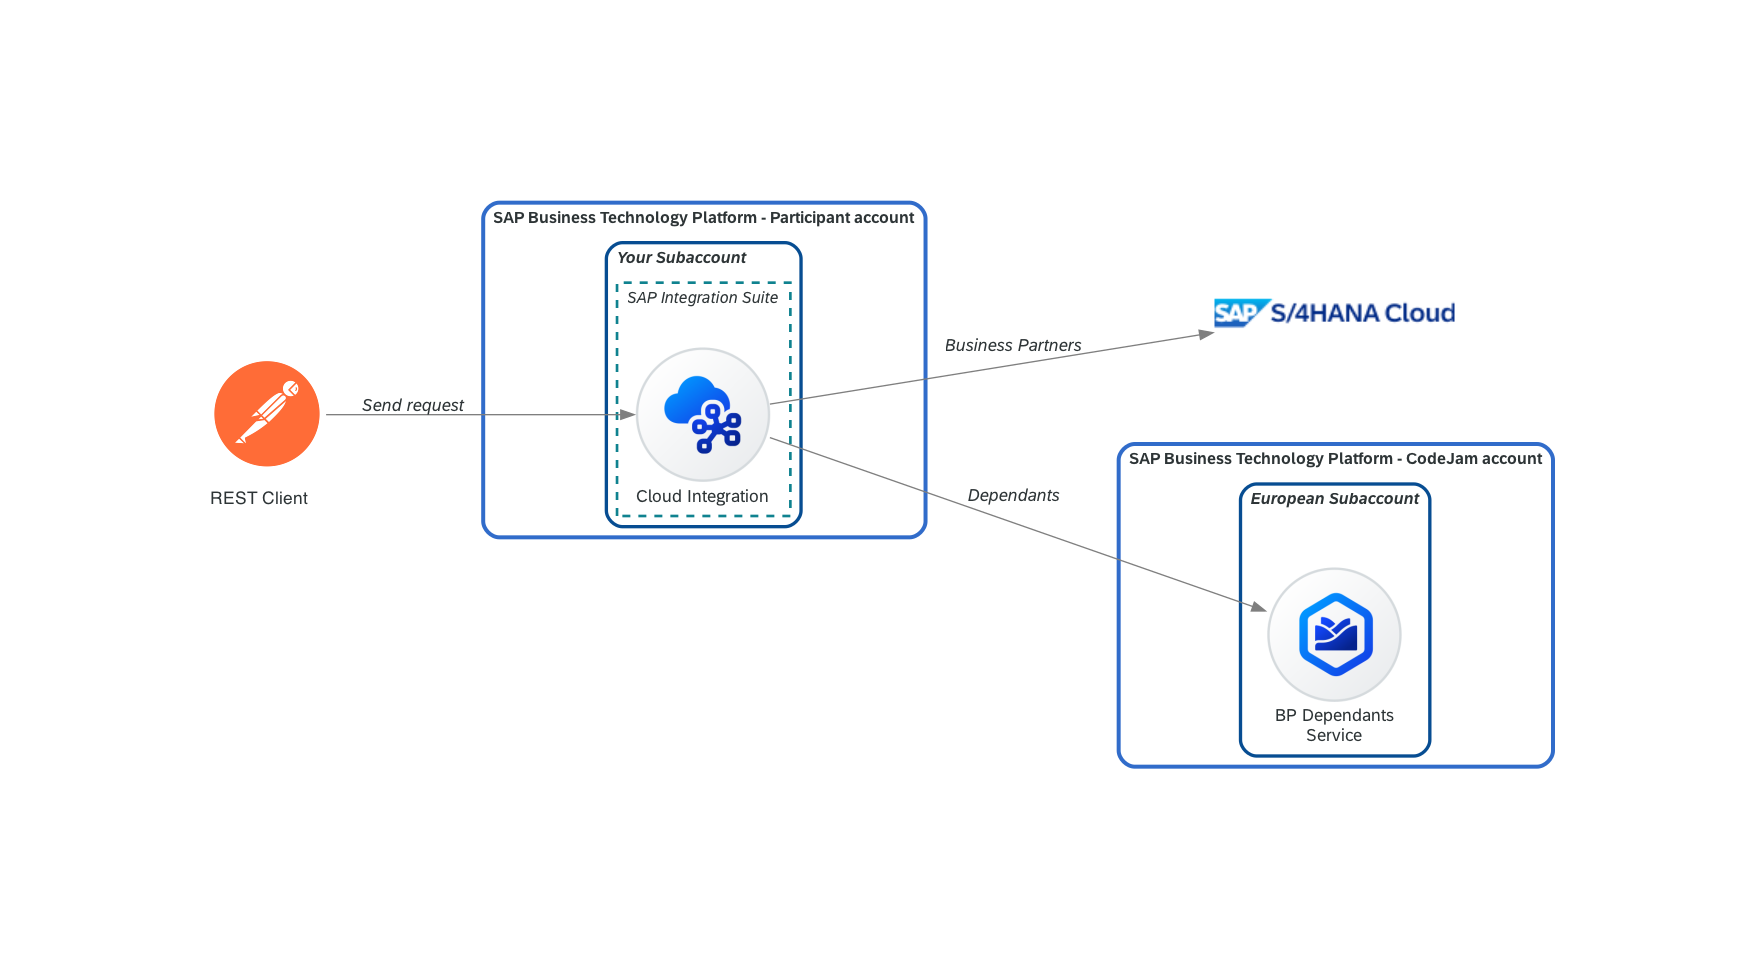 SAP Business Technology Platform - Participant account
Your Subaccount
SAP Integration Suite
SAP S/4HANA Cloud
Business Partners
Send request
SAP Business Technology Platform - CodeJam account
Cloud Integration
REST Client
Dependants
European Subaccount
BP Dependants
Service